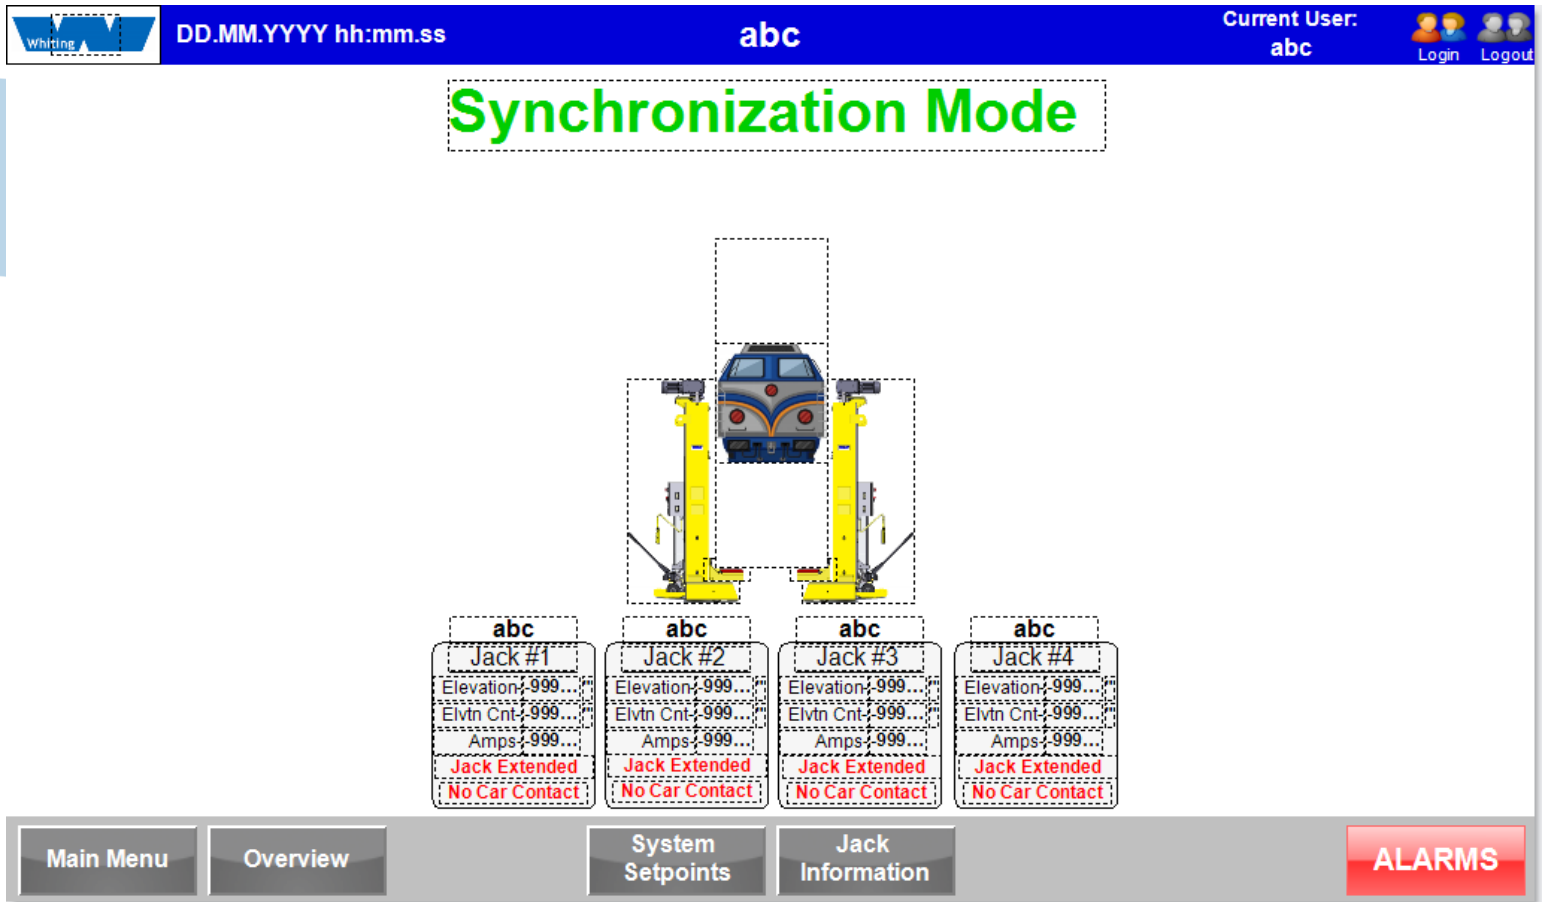 Whiting
DD.MM.YYYY hh:mm.ss
abc
Current User:
abc
Login Logout
Synchronization Mode
abc abc abc abc
Jack #1 Jack #2 Jack #3 Jack #4
Elevation -999... " Elevation -999... " Elevation -999... " Elevation -999... "
Elvtn Cnt -999... " Elvtn Cnt -999... " Elvtn Cnt -999... " Elvtn Cnt -999... "
Amps -999... Amps -999... Amps -999... Amps -999...
Jack Extended Jack Extended Jack Extended Jack Extended
No Car Contact No Car Contact No Car Contact No Car Contact
Main Menu
Overview
System
Setpoints
Jack
Information
ALARMS